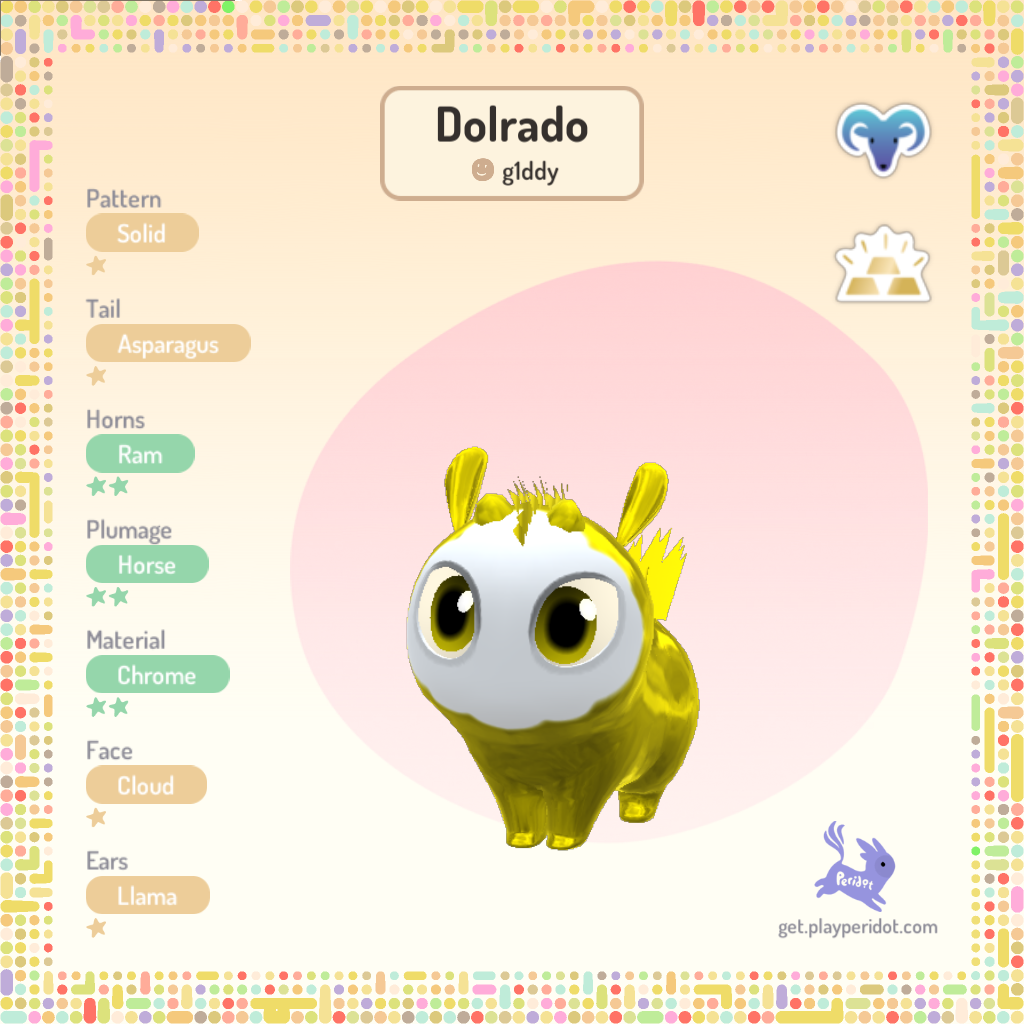 Dolrado
g1ddy
Pattern
Solid
Tail
Asparagus
Horns
Ram
Plumage
Horse
Material
Chrome
Face
Cloud
Ears
Llama
Peridot
get.playperidot.com